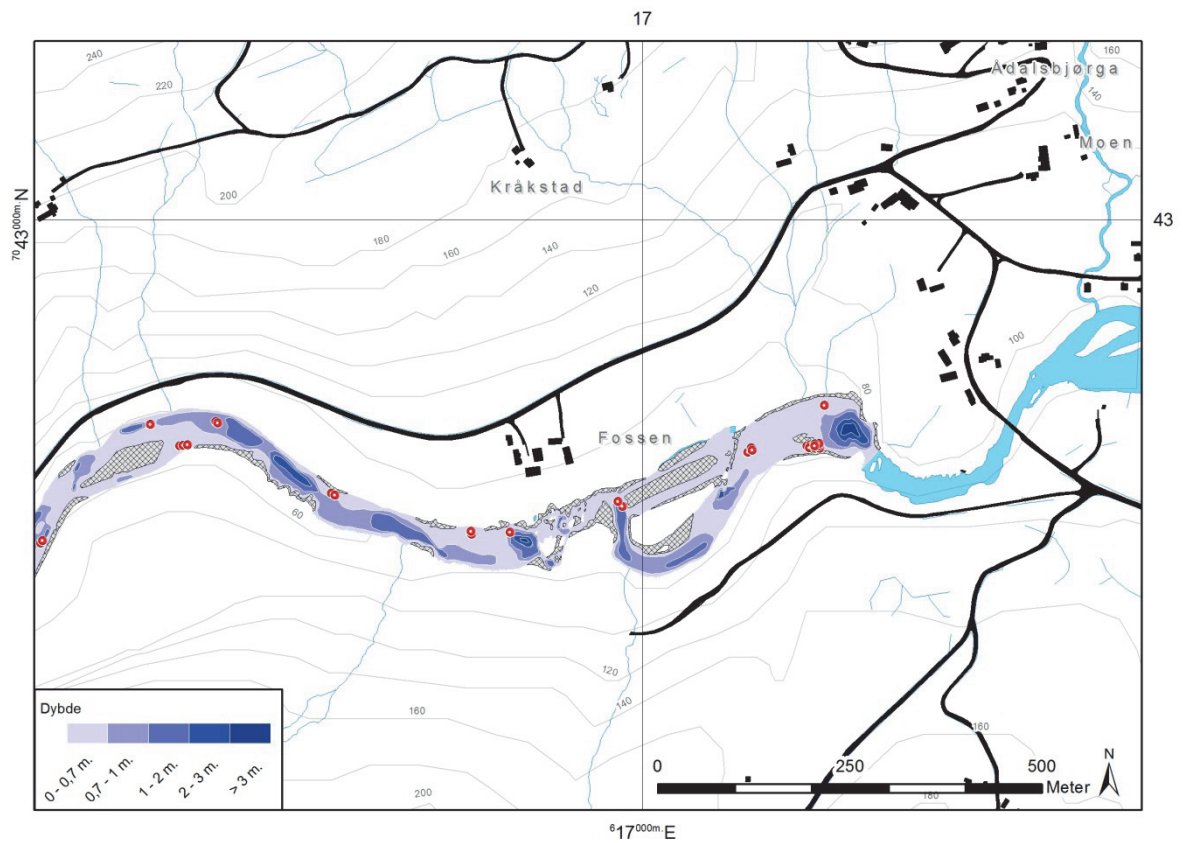 17
240
220
160
Ådalsbjørga
140
Moen
Kråkstad
200
⁷⁰43⁰⁰⁰ᵐ·N
43
180
160
140
120
100
80
Fossen
60
120
140
160
160
200
180
Dybde
0 - 0,7 m.
0,7 - 1 m.
1 - 2 m.
2 - 3 m.
> 3 m.
0
250
500
Meter
N
⁶17⁰⁰⁰ᵐ·E